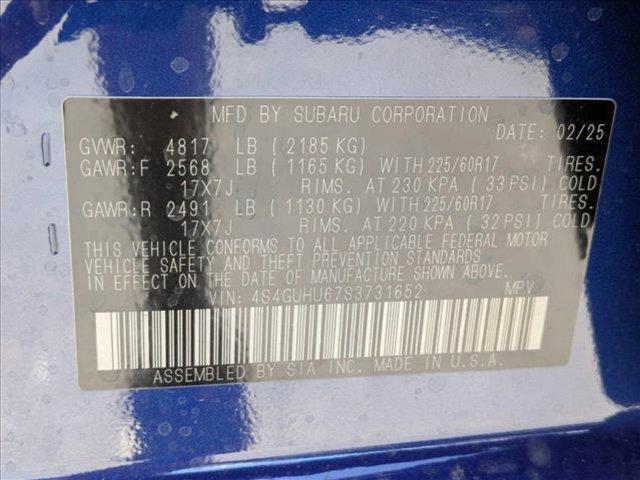 MFD BY SUBARU CORPORATION
DATE: 02/25
GVWR: 4817 LB (2185 KG)
GAWR:F 2568 LB (1165 KG) WITH 225/60R17 TIRES.
17X7J RIMS. AT 230 KPA (33 PSI) COLD
GAWR:R 2491 LB (1130 KG) WITH 225/60R17 TIRES.
17X7J RIMS. AT 220 KPA (32 PSI) COLD
THIS VEHICLE CONFORMS TO ALL APPLICABLE FEDERAL MOTOR
VEHICLE SAFETY AND THEFT PREVENTION STANDARDS
IN EFFECT ON THE DATE OF MANUFACTURE SHOWN ABOVE.
VIN: 4S4GUHU67S3731652 MPV
ASSEMBLED BY SIA INC. MADE IN U.S.A.